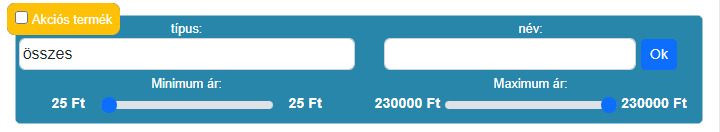 Akciós termék
típus: név:
összes Ok
Minimum ár: Maximum ár:
25 Ft 25 Ft 230000 Ft 230000 Ft